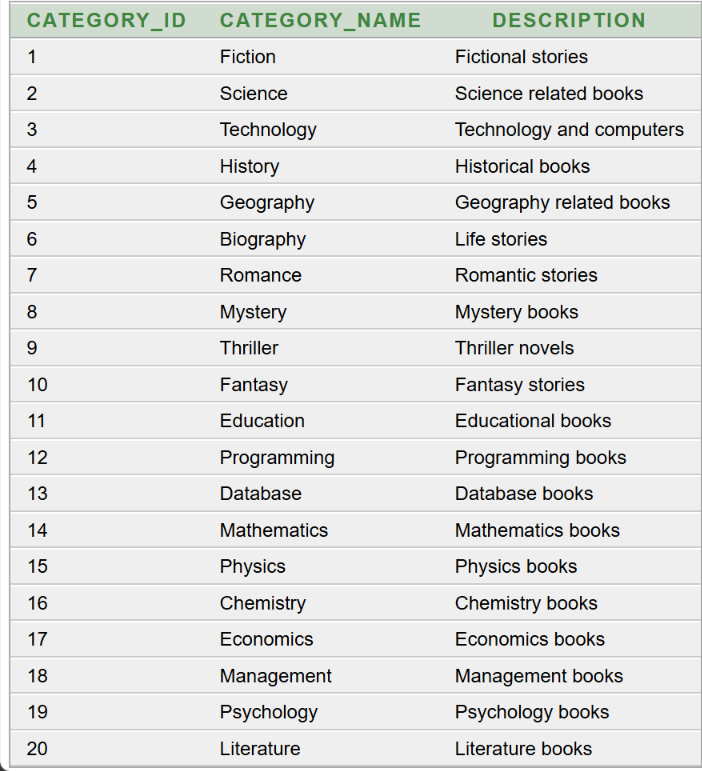 CATEGORY_ID CATEGORY_NAME DESCRIPTION
1 Fiction Fictional stories
2 Science Science related books
3 Technology Technology and computers
4 History Historical books
5 Geography Geography related books
6 Biography Life stories
7 Romance Romantic stories
8 Mystery Mystery books
9 Thriller Thriller novels
10 Fantasy Fantasy stories
11 Education Educational books
12 Programming Programming books
13 Database Database books
14 Mathematics Mathematics books
15 Physics Physics books
16 Chemistry Chemistry books
17 Economics Economics books
18 Management Management books
19 Psychology Psychology books
20 Literature Literature books